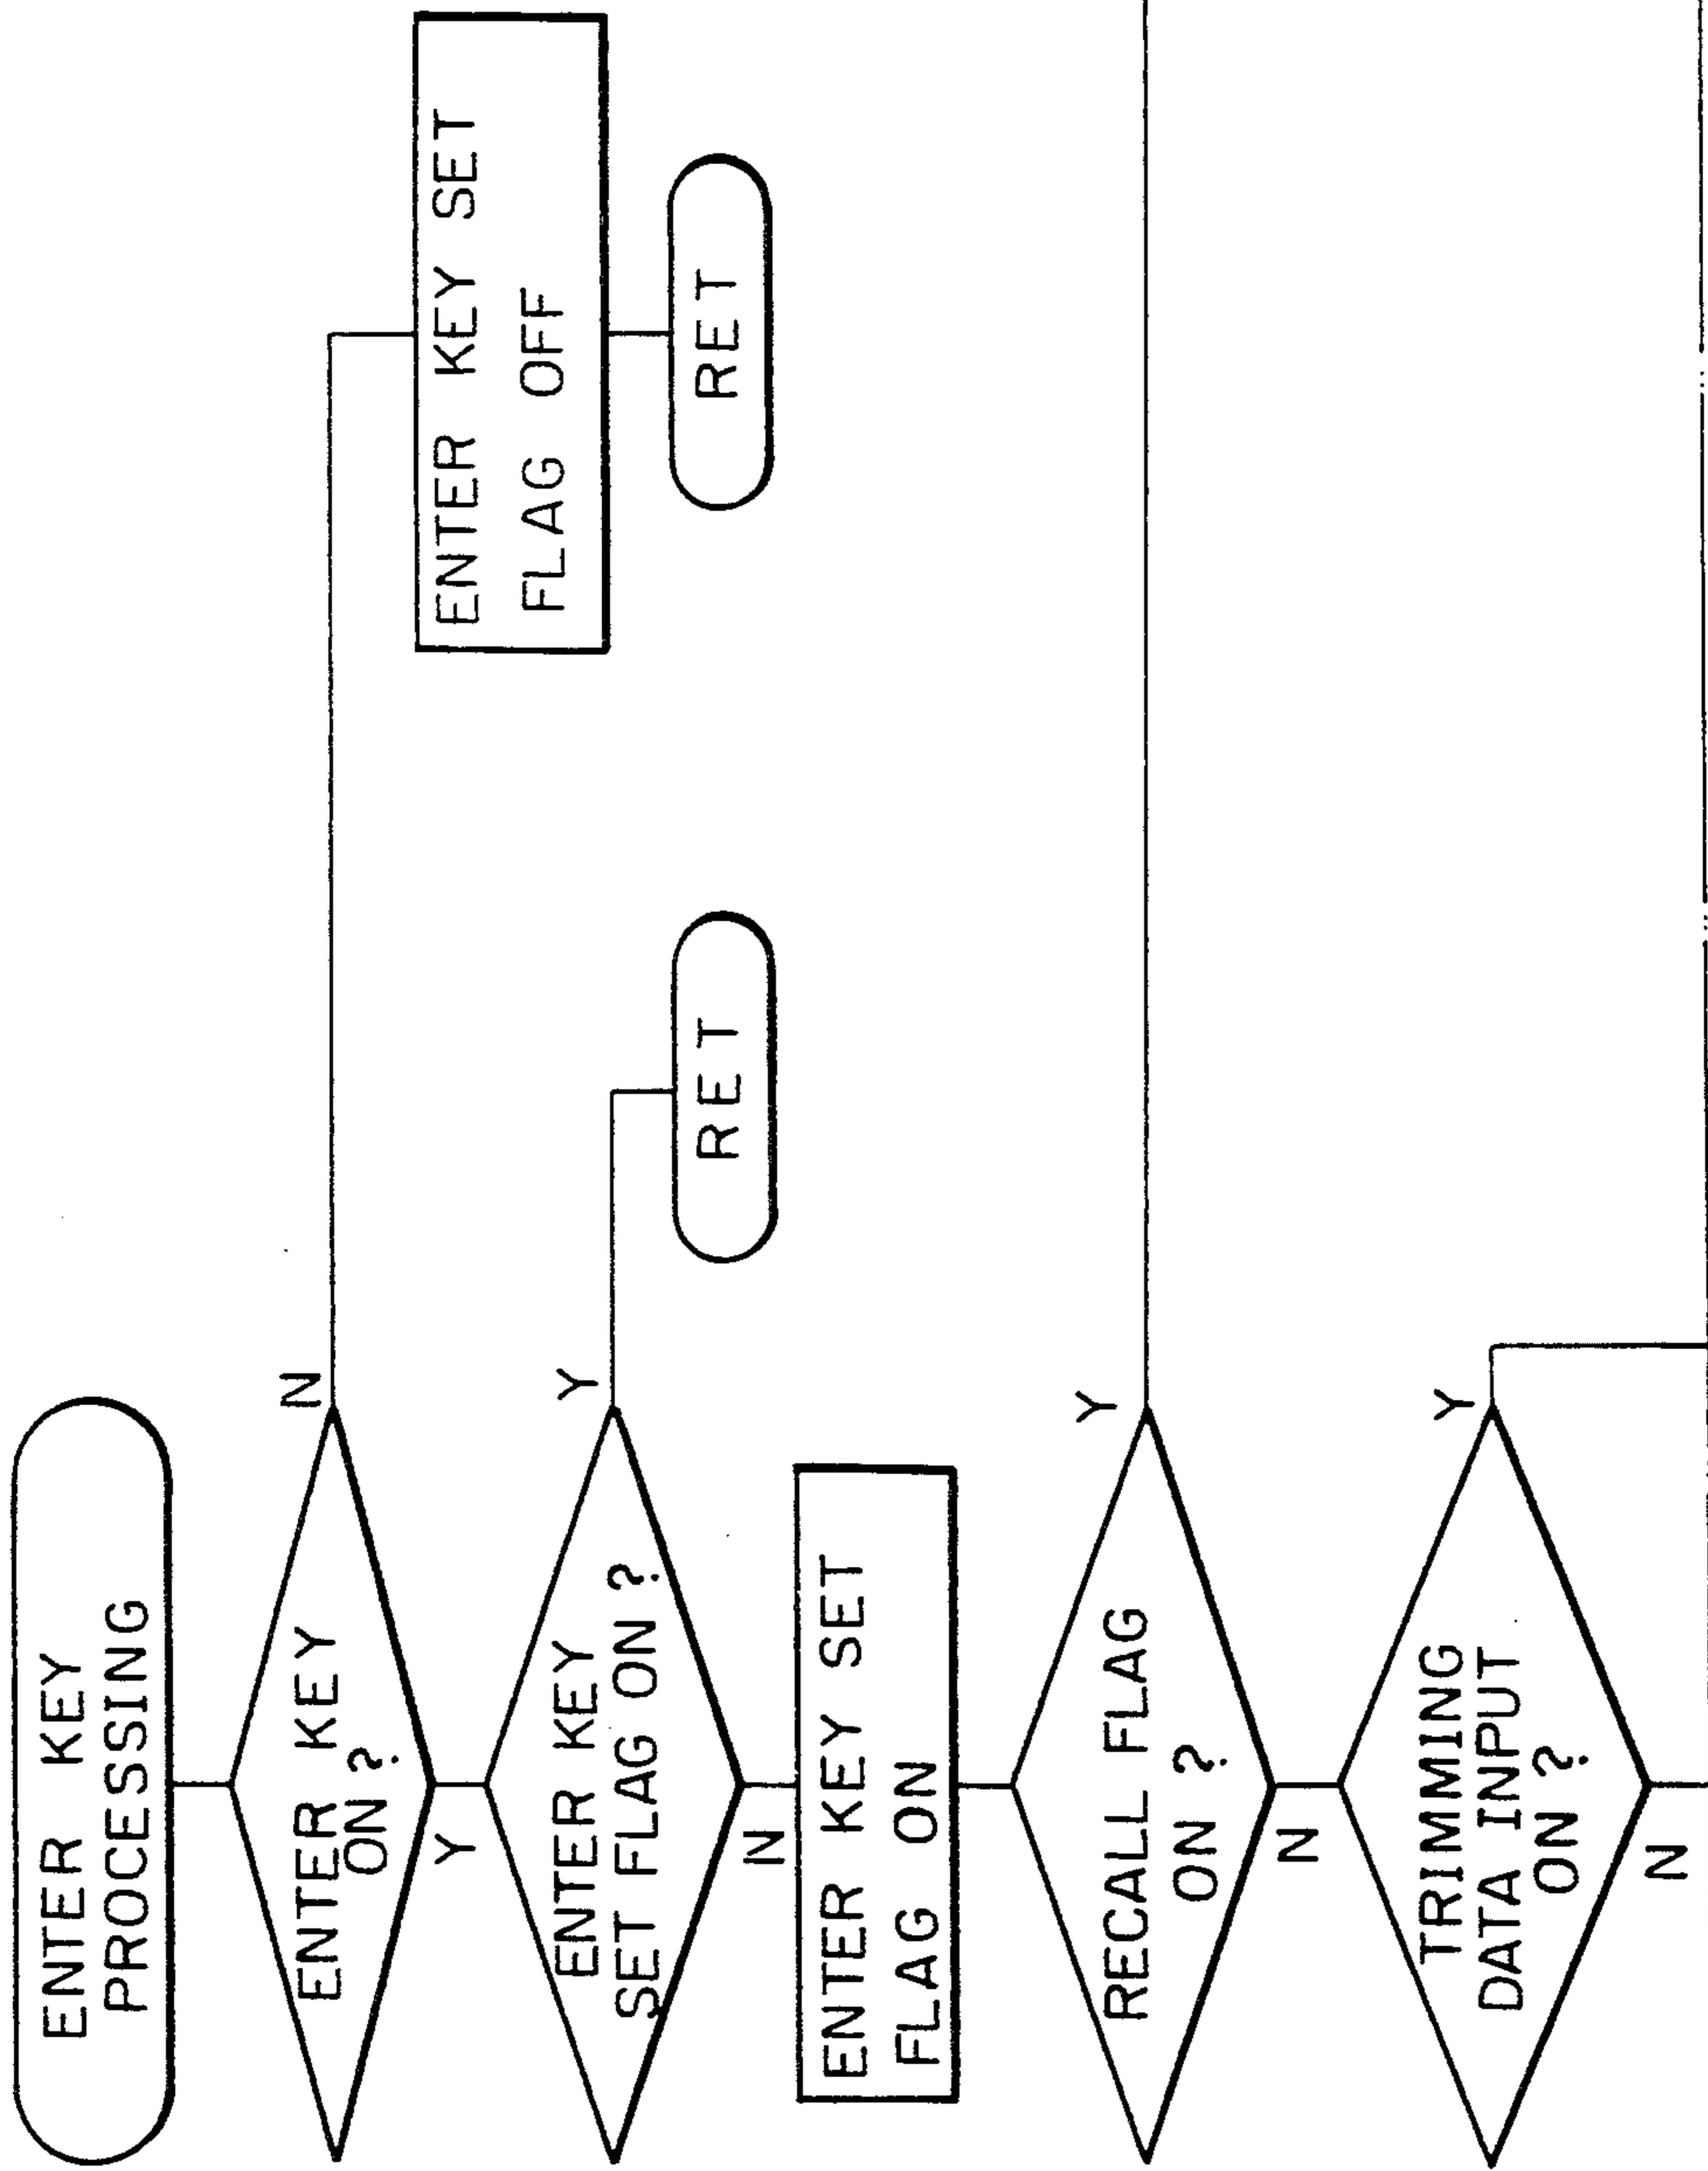 ENTER KEY
PROCESSING
ENTER KEY
ON ?
N
Y
ENTER KEY SET
FLAG OFF
RET
ENTER KEY
SET FLAG ON ?
Y
N
RET
ENTER KEY SET
FLAG ON
RECALL FLAG
ON ?
Y
N
TRIMMING
DATA INPUT
ON ?
Y
N